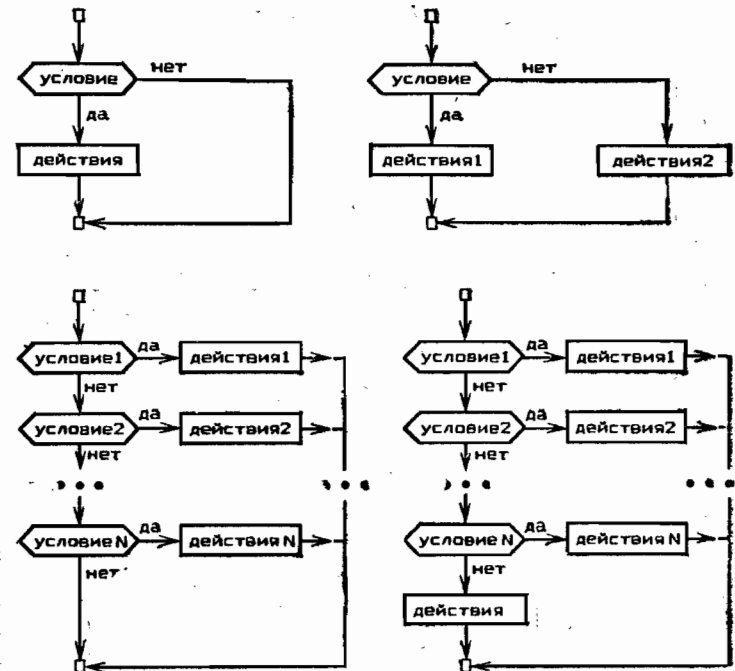 условие нет
да
действия
условие нет
да
действия1 действия2
условие1 да действия1
нет
условие2 да действия2
нет
условие N да действия N
нет
условие1 да действия1
нет
условие2 да действия2
нет
условие N да действия N
нет
действия